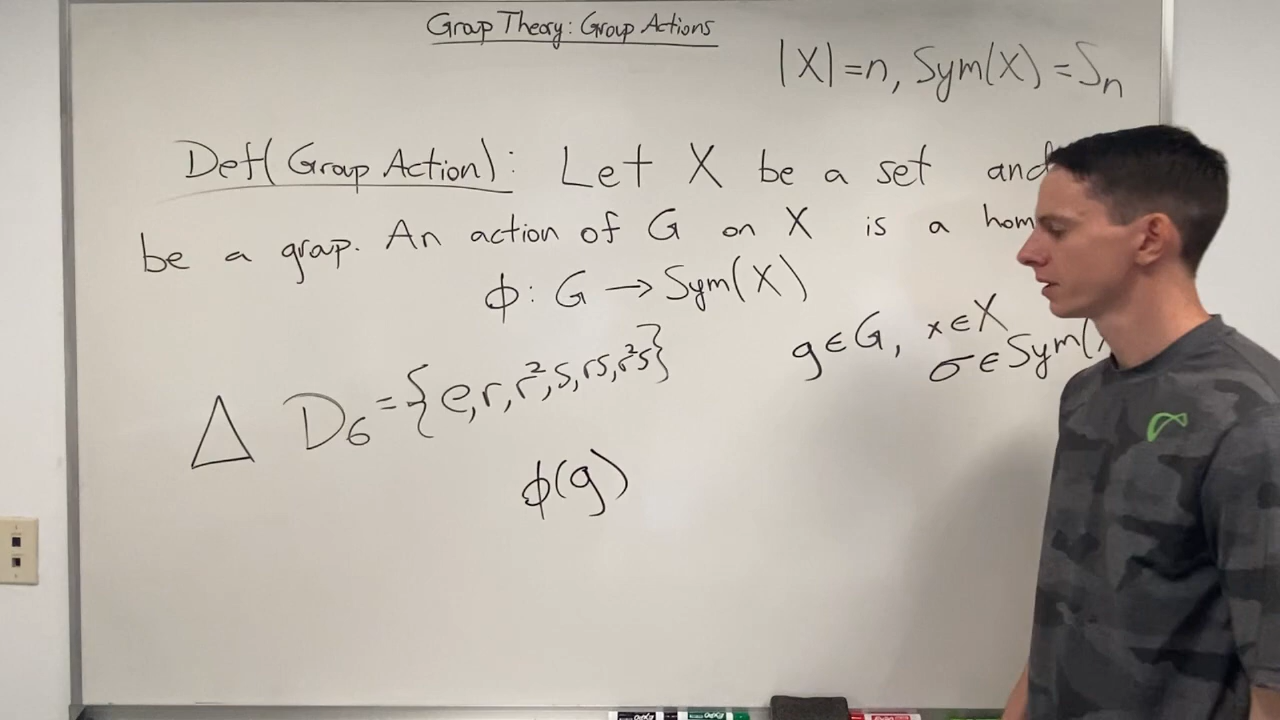 Group Theory: Group Actions
|X|=n, Sym(X) = Sₙ
Def(Group Action): Let X be a set and
be a group. An action of G on X is a hom
ϕ: G → Sym(X)
g∈G, x∈X
σ∈Sym(
Δ D₆={e,r,r²,s,rs,r²s}
ϕ(g)